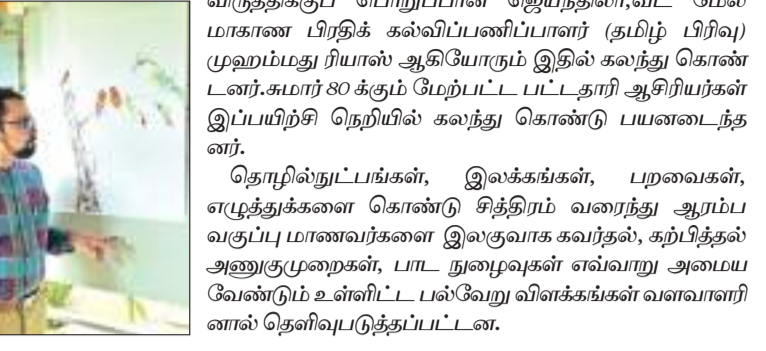 விருத்திக்குப் பொறுப்பான ஜெயந்திலா,வட மேல்
மாகாண பிரதிக் கல்விப்பணிப்பாளர் (தமிழ் பிரிவு)
முஹம்மது ரியாஸ் ஆகியோரும் இதில் கலந்து கொண்
டனர்.சுமார் 80 க்கும் மேற்பட்ட பட்டதாரி ஆசிரியர்கள்
இப்பயிற்சி நெறியில் கலந்து கொண்டு பயனடைந்த
னர்.
தொழில்நுட்பங்கள், இலக்கங்கள், பறவைகள்,
எழுத்துக்களை கொண்டு சித்திரம் வரைந்து ஆரம்ப
வகுப்பு மாணவர்களை இலகுவாக கவர்தல், கற்பித்தல்
அணுகுமுறைகள், பாட நுழைவுகள் எவ்வாறு அமைய
வேண்டும் உள்ளிட்ட பல்வேறு விளக்கங்கள் வளவாளரி
னால் தெளிவுபடுத்தப்பட்டன.